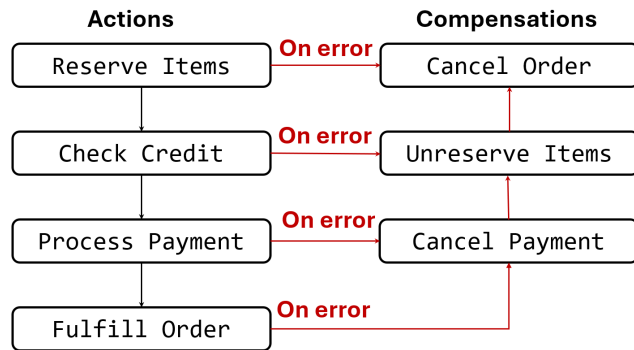 Actions
Compensations
Reserve Items
On error
Cancel Order
Check Credit
On error
Unreserve Items
Process Payment
On error
Cancel Payment
Fulfill Order
On error